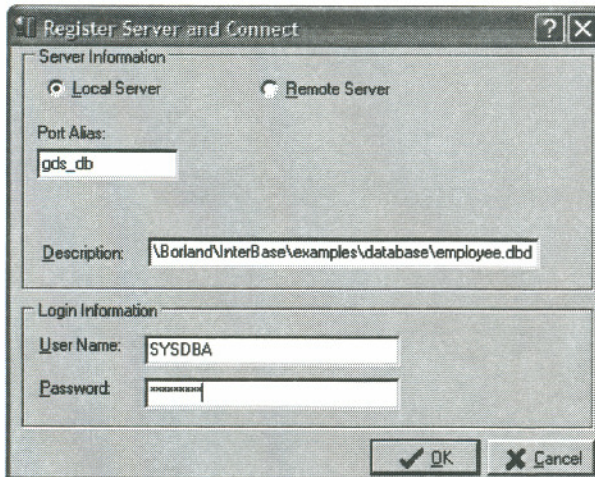 Register Server and Connect
Server Information
Local Server
Remote Server
Port Alias:
gds_db
Description:
\Borland\InterBase\examples\database\employee.dbd
Login Information
User Name:
SYSDBA
Password:
*********
OK
Cancel